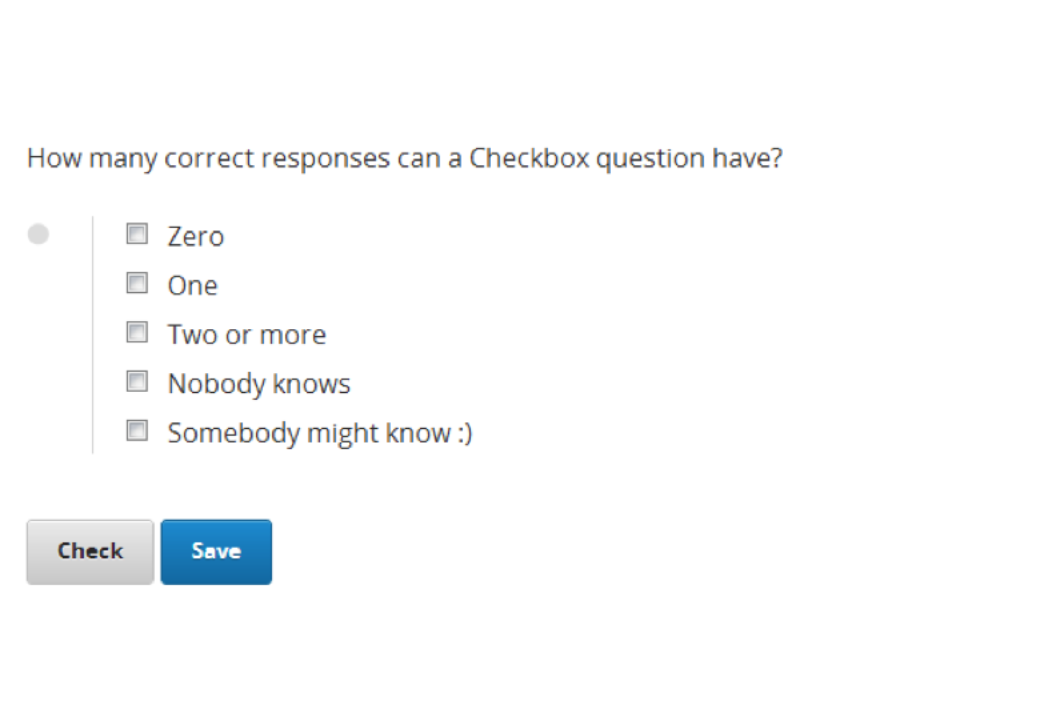 How many correct responses can a Checkbox question have?
Zero
One
Two or more
Nobody knows
Somebody might know :)
Check Save